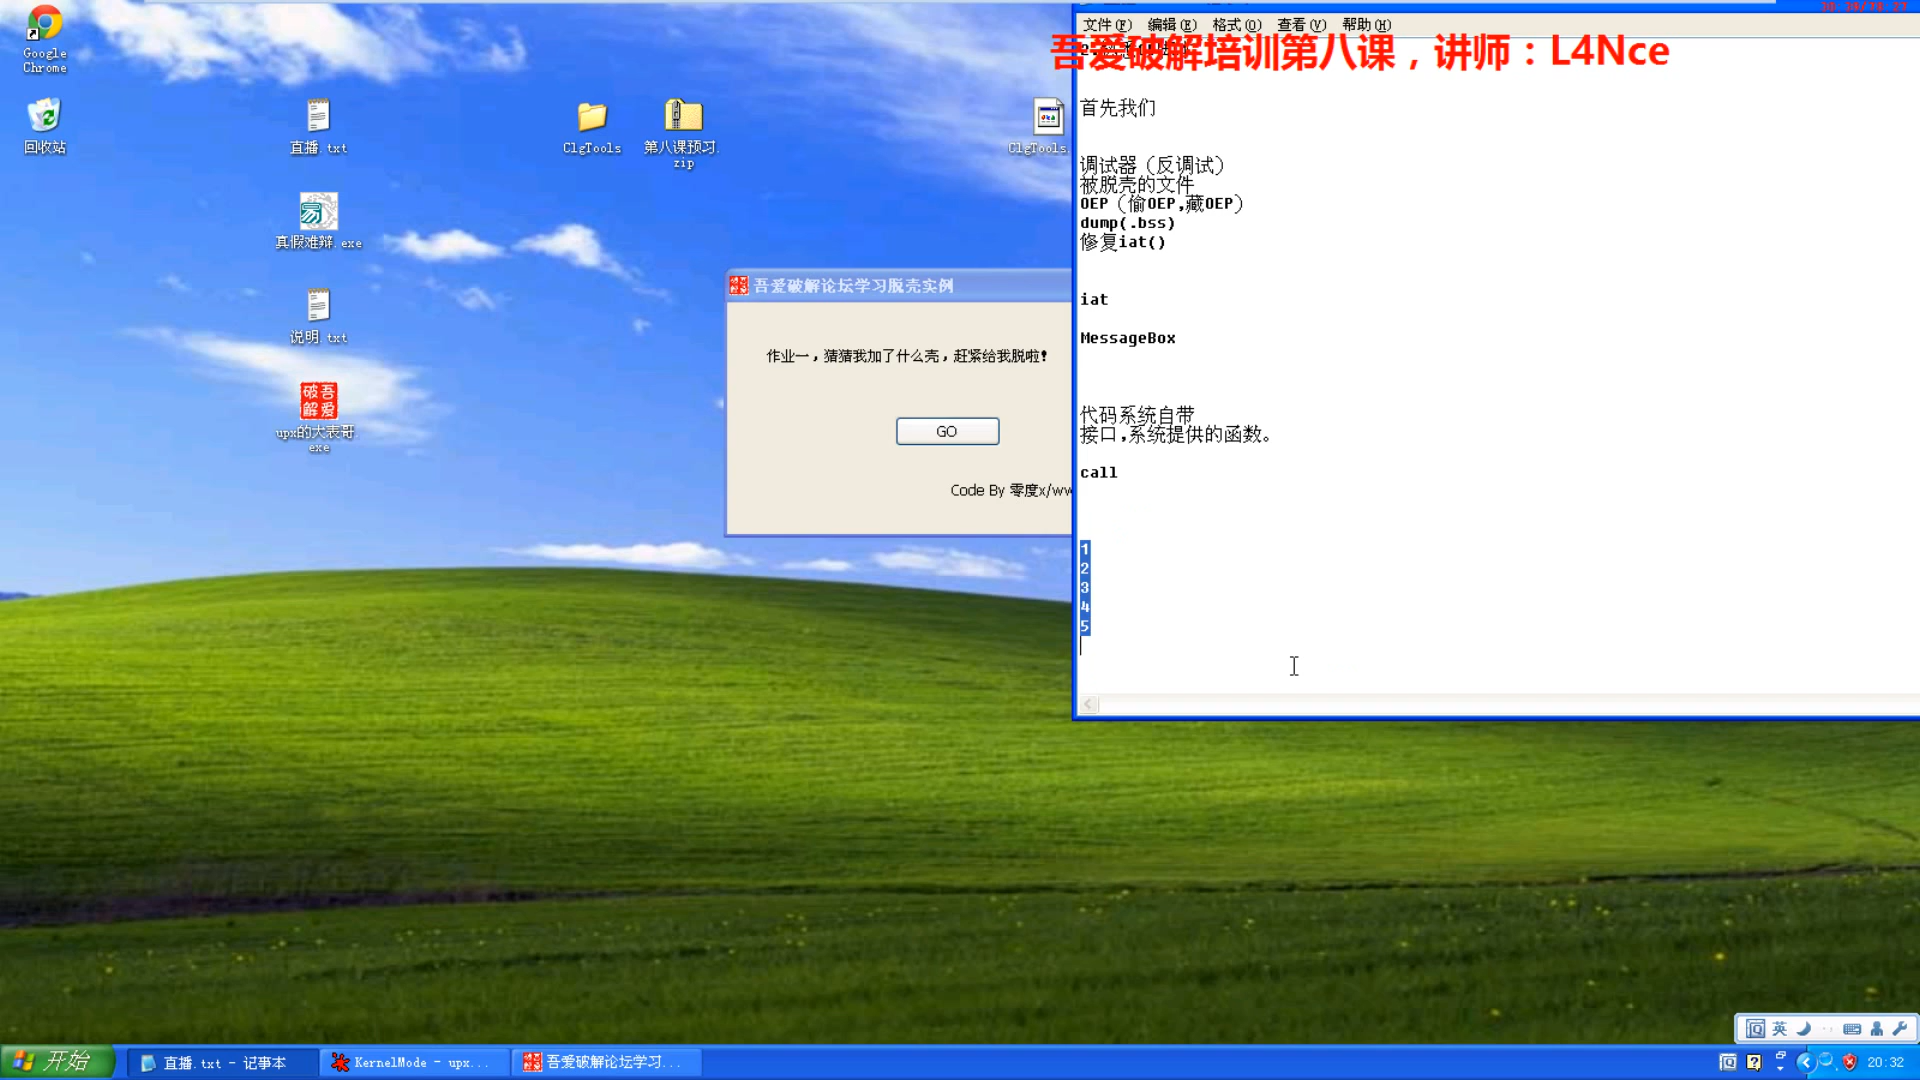 Google
Chrome
回收站
直播.txt
真假难辩.exe
说明.txt
upx的大表哥.
exe
ClgTools
第八课预习.
zip
ClgTools.
吾爱破解论坛学习脱壳实例
作业一，猜猜我加了什么壳，赶紧给我脱啦！
GO
Code By 零度x/ww
文件(F) 编辑(E) 格式(O) 查看(V) 帮助(H)
吾爱破解培训第八课，讲师：L4Nce
首先我们
调试器（反调试）
被脱壳的文件
OEP（偷OEP,藏OEP）
dump(.bss)
修复iat()
iat
MessageBox
代码系统自带
接口,系统提供的函数。
call
1
2
3
4
5
英
开始
直播.txt - 记事本
KernelMode - upx...
吾爱破解论坛学习...
20:32